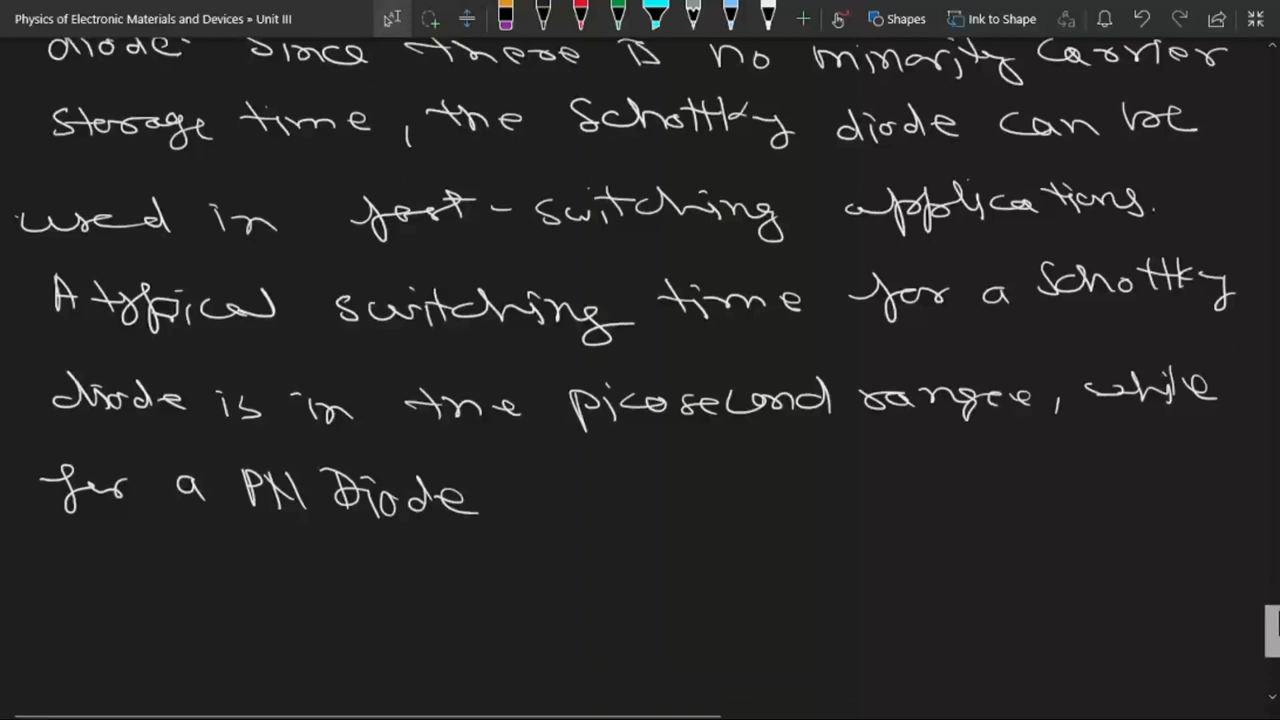 Physics of Electronic Materials and Devices » Unit III
Shapes
Ink to Shape
diode. Since there is no minority carrier
storage time, the Schottky diode can be
used in fast-switching applications.
A typical switching time for a Schottky
diode is in the picosecond range, while
for a PN Diode